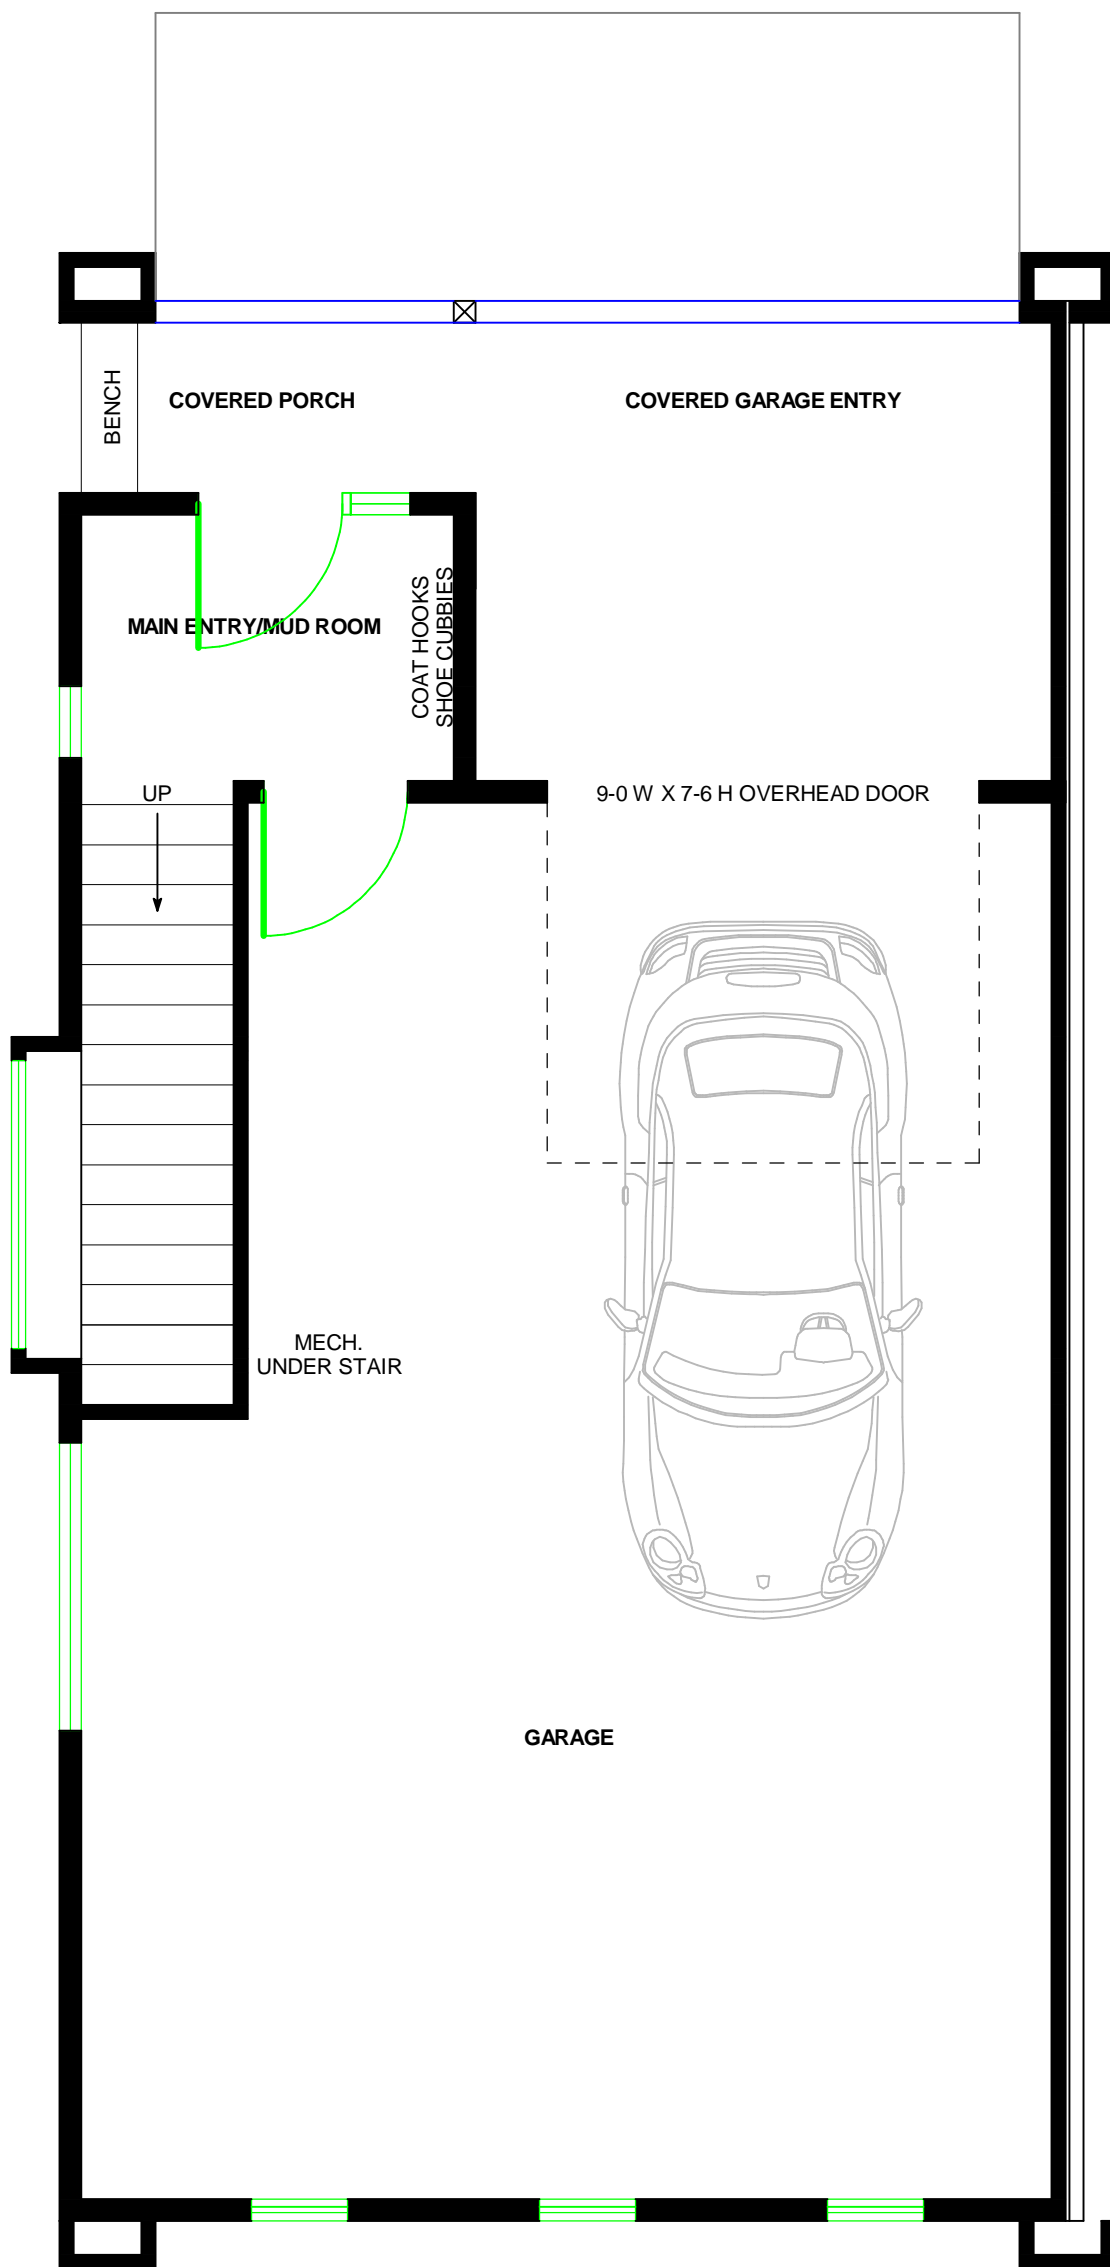 BENCH
COVERED PORCH
COVERED GARAGE ENTRY
MAIN ENTRY/MUD ROOM
COAT HOOKS
SHOE CUBBIES
UP
9-0 W X 7-6 H OVERHEAD DOOR
MECH.
UNDER STAIR
GARAGE